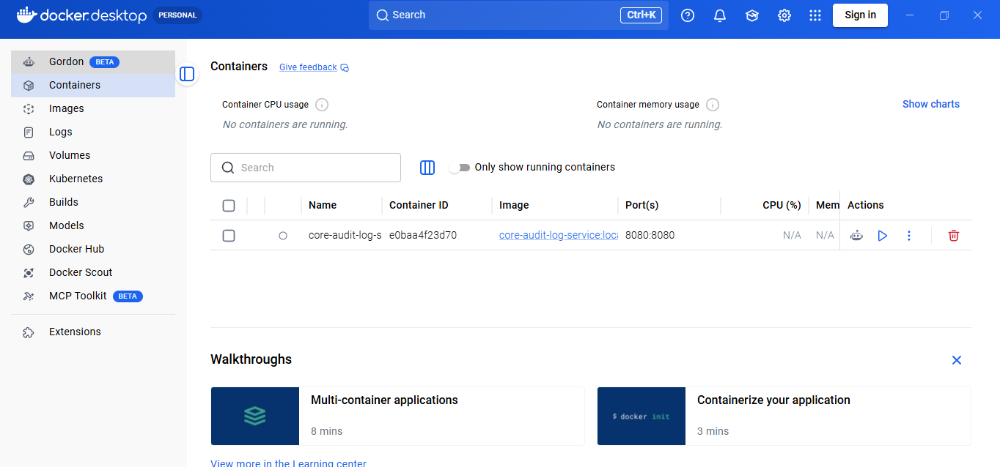 docker.desktop PERSONAL Search Ctrl+K Sign in
Gordon BETA
Containers
Images
Logs
Volumes
Kubernetes
Builds
Models
Docker Hub
Docker Scout
MCP Toolkit BETA
Extensions
Containers Give feedback
Container CPU usage
No containers are running.
Container memory usage
No containers are running.
Show charts
Search
Only show running containers
Name Container ID Image Port(s) CPU (%) Mem Actions
core-audit-log-s e0baa4f23d70 core-audit-log-service:loca 8080:8080 N/A N/A
Walkthroughs
Multi-container applications
8 mins
$ docker init
Containerize your application
3 mins
View more in the Learning center